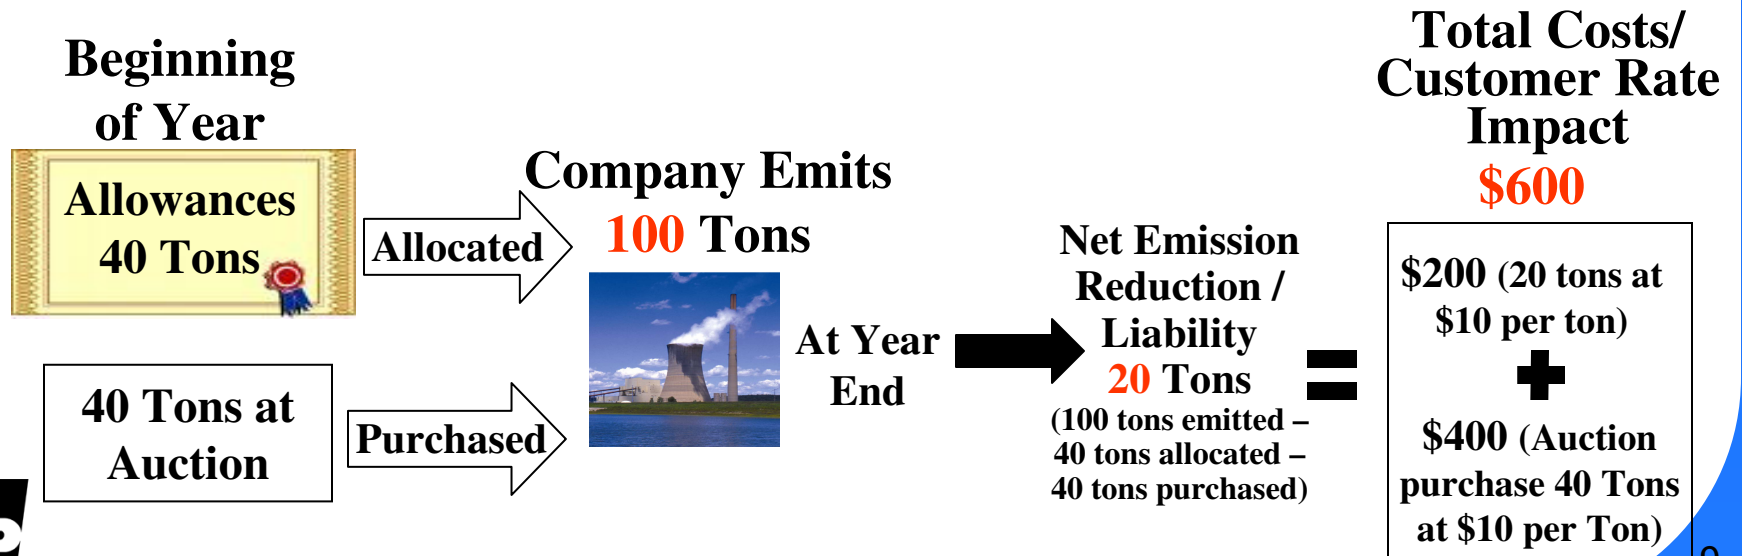 Beginning
of Year
Allowances
40 Tons
Allocated
40 Tons at
Auction
Purchased
Company Emits
100 Tons
At Year
End
Net Emission
Reduction /
Liability
20 Tons
(100 tons emitted –
40 tons allocated –
40 tons purchased)
=
Total Costs/
Customer Rate
Impact
$600
$200 (20 tons at
$10 per ton)
+
$400 (Auction
purchase 40 Tons
at $10 per Ton)